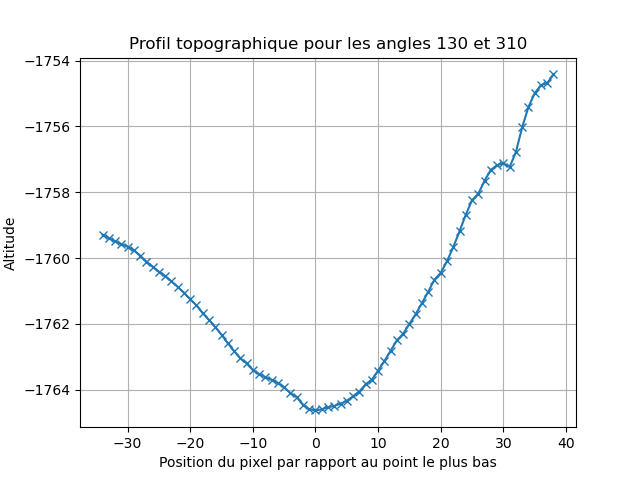 Profil topographique pour les angles 130 et 310
−1754
−1756
−1758
−1760
−1762
−1764
Altitude
−30 −20 −10 0 10 20 30 40
Position du pixel par rapport au point le plus bas